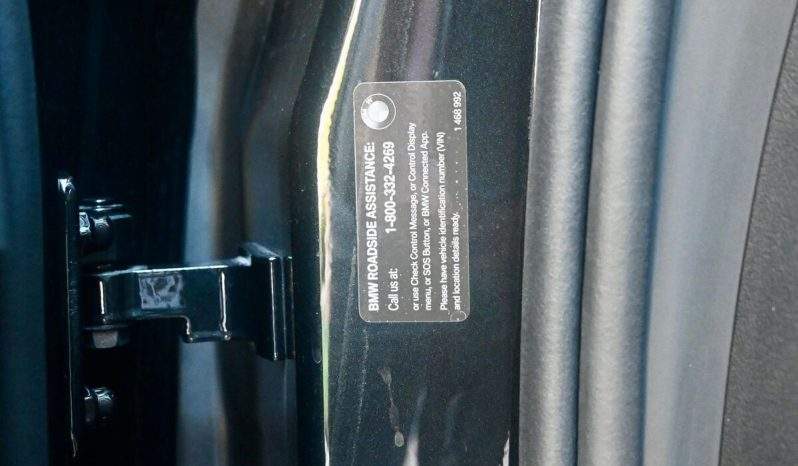 BMW ROADSIDE ASSISTANCE:
Call us at: 1-800-332-4269
or use Check Control Message, or Control Display
menu, or SOS Button, or BMW Connected App.
Please have vehicle identification number (VIN)
and location details ready.
1 468 992